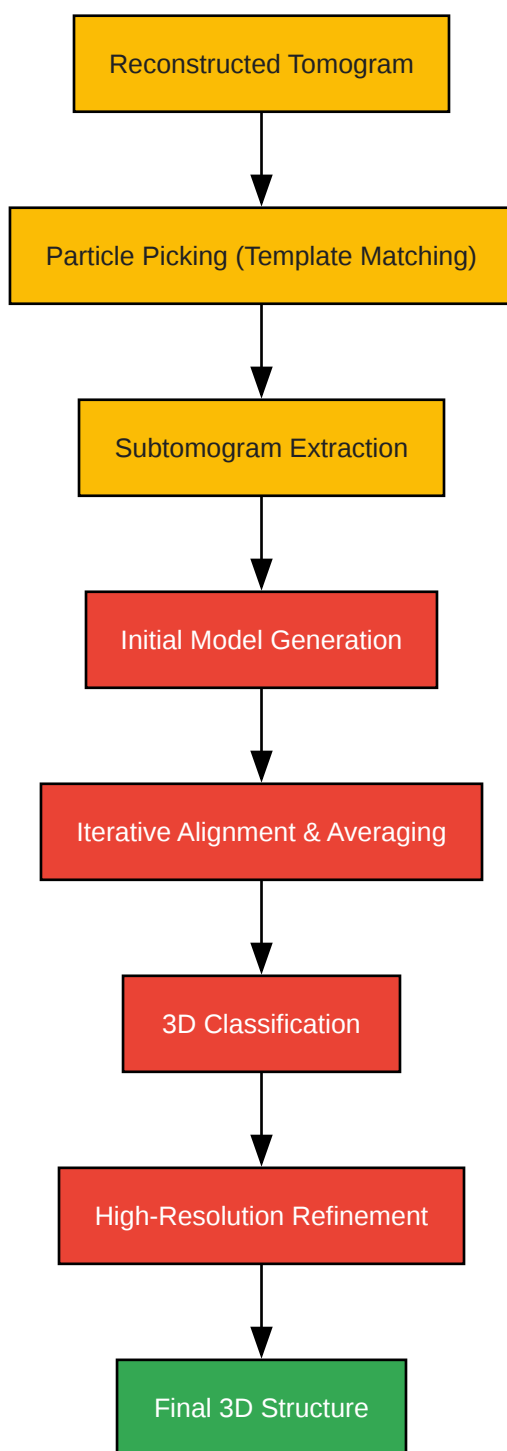 Reconstructed Tomogram
Particle Picking (Template Matching)
Subtomogram Extraction
Initial Model Generation
Iterative Alignment & Averaging
3D Classification
High-Resolution Refinement
Final 3D Structure